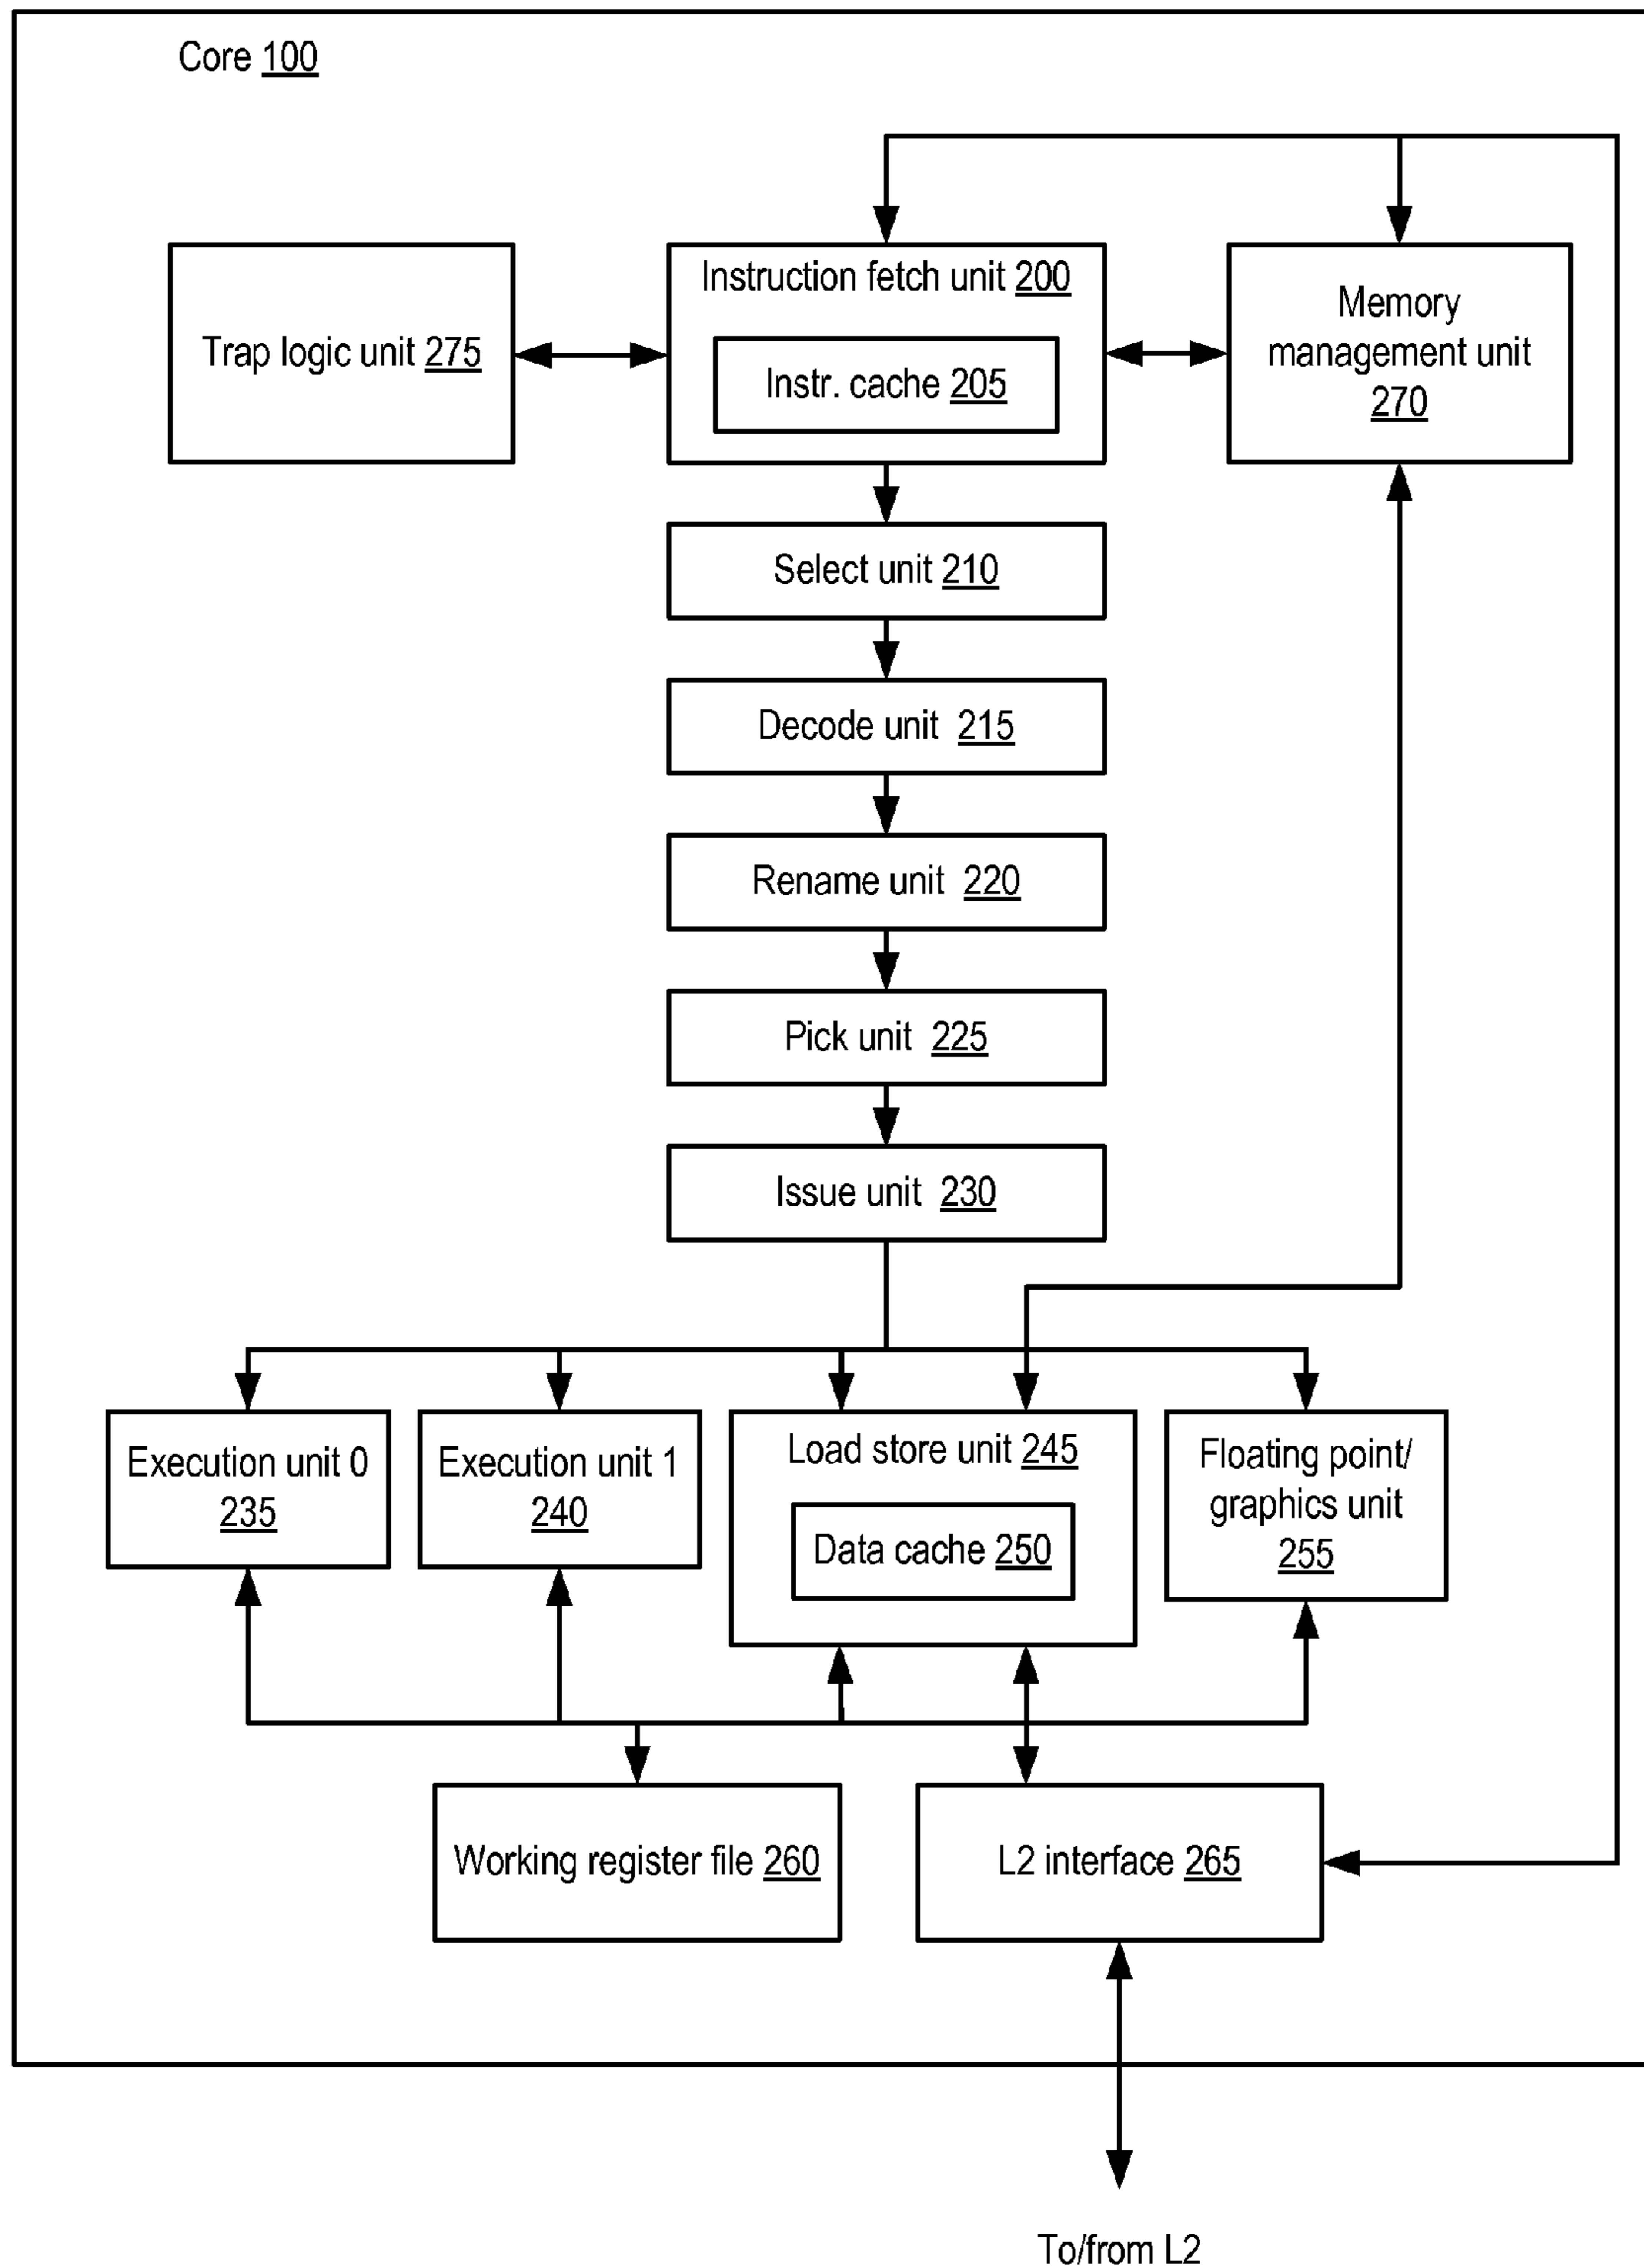 Core 100
Trap logic unit 275
Instruction fetch unit 200
Instr. cache 205
Memory
management unit
270
Select unit 210
Decode unit 215
Rename unit 220
Pick unit 225
Issue unit 230
Execution unit 0
235
Execution unit 1
240
Load store unit 245
Data cache 250
Floating point/
graphics unit
255
Working register file 260
L2 interface 265
To/from L2